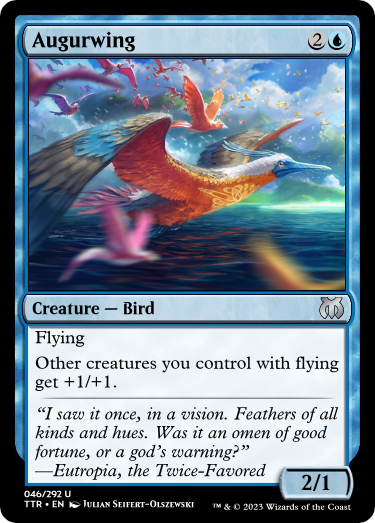 Augurwing 2
Creature — Bird
Flying
Other creatures you control with flying
get +1/+1.
“I saw it once, in a vision. Feathers of all
kinds and hues. Was it an omen of good
fortune, or a god’s warning?”
—Eutropia, the Twice-Favored
2/1
046/292 U
TTR • EN Julian Seifert-Olszewski ™ & © 2023 Wizards of the Coast